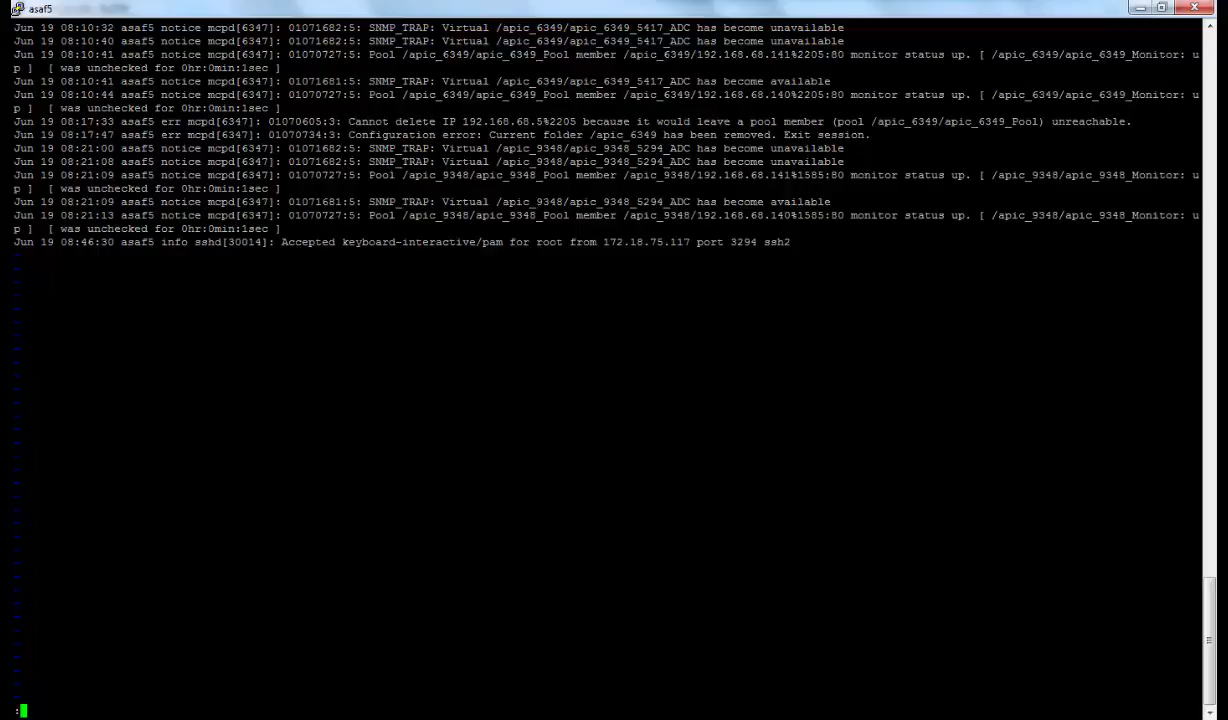 asaf5
Jun 19 08:10:32 asaf5 notice mcpd[6347]: 01071682:5: SNMP_TRAP: Virtual /apic_6349/apic_6349_5417_ADC has become unavailable
Jun 19 08:10:40 asaf5 notice mcpd[6347]: 01071682:5: SNMP_TRAP: Virtual /apic_6349/apic_6349_5417_ADC has become unavailable
Jun 19 08:10:41 asaf5 notice mcpd[6347]: 01070727:5: Pool /apic_6349/apic_6349_Pool member /apic_6349/192.168.68.141%2205:80 monitor status up. [ /apic_6349/apic_6349_Monitor: u
p ]  [ was unchecked for 0hr:0min:1sec ]
Jun 19 08:10:41 asaf5 notice mcpd[6347]: 01071681:5: SNMP_TRAP: Virtual /apic_6349/apic_6349_5417_ADC has become available
Jun 19 08:10:44 asaf5 notice mcpd[6347]: 01070727:5: Pool /apic_6349/apic_6349_Pool member /apic_6349/192.168.68.140%2205:80 monitor status up. [ /apic_6349/apic_6349_Monitor: u
p ]  [ was unchecked for 0hr:0min:1sec ]
Jun 19 08:17:33 asaf5 err mcpd[6347]: 01070605:3: Cannot delete IP 192.168.68.5%2205 because it would leave a pool member (pool /apic_6349/apic_6349_Pool) unreachable.
Jun 19 08:17:47 asaf5 err mcpd[6347]: 01070734:3: Configuration error: Current folder /apic_6349 has been removed. Exit session.
Jun 19 08:21:00 asaf5 notice mcpd[6347]: 01071682:5: SNMP_TRAP: Virtual /apic_9348/apic_9348_5294_ADC has become unavailable
Jun 19 08:21:08 asaf5 notice mcpd[6347]: 01071682:5: SNMP_TRAP: Virtual /apic_9348/apic_9348_5294_ADC has become unavailable
Jun 19 08:21:09 asaf5 notice mcpd[6347]: 01070727:5: Pool /apic_9348/apic_9348_Pool member /apic_9348/192.168.68.141%1585:80 monitor status up. [ /apic_9348/apic_9348_Monitor: u
p ]  [ was unchecked for 0hr:0min:1sec ]
Jun 19 08:21:09 asaf5 notice mcpd[6347]: 01071681:5: SNMP_TRAP: Virtual /apic_9348/apic_9348_5294_ADC has become available
Jun 19 08:21:13 asaf5 notice mcpd[6347]: 01070727:5: Pool /apic_9348/apic_9348_Pool member /apic_9348/192.168.68.140%1585:80 monitor status up. [ /apic_9348/apic_9348_Monitor: u
p ]  [ was unchecked for 0hr:0min:1sec ]
Jun 19 08:46:30 asaf5 info sshd[30014]: Accepted keyboard-interactive/pam for root from 172.18.75.117 port 3294 ssh2
: